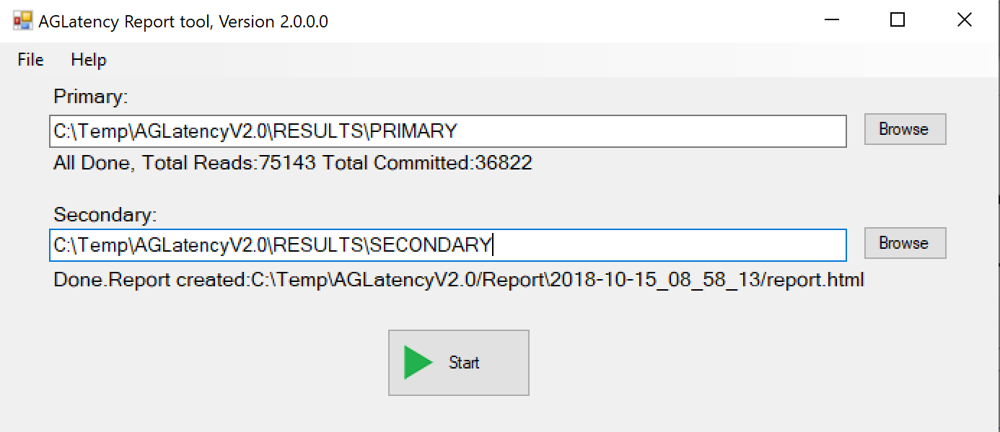 AGLatency Report tool, Version 2.0.0.0
File Help
Primary:
C:\Temp\AGLatencyV2.0\RESULTS\PRIMARY
Browse
All Done, Total Reads:75143 Total Committed:36822
Secondary:
C:\Temp\AGLatencyV2.0\RESULTS\SECONDARY
Browse
Done.Report created:C:\Temp\AGLatencyV2.0/Report\2018-10-15_08_58_13/report.html
Start